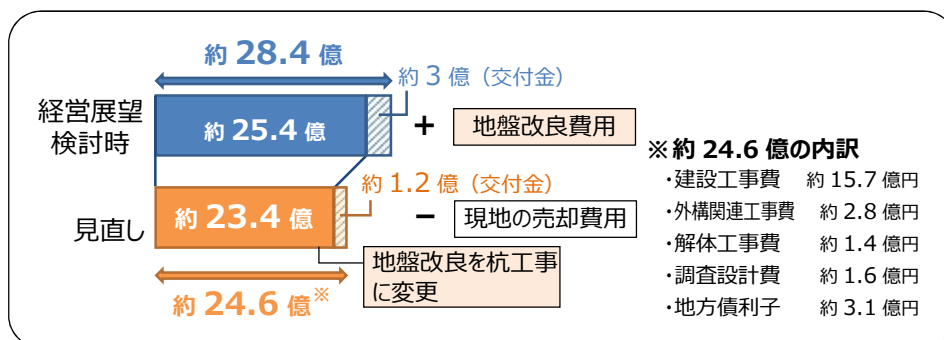 約 28.4 億
約 3 億（交付金）
経営展望
検討時
約 25.4 億
+
地盤改良費用
約 1.2 億（交付金）
見直し
約 23.4 億
−
現地の売却費用
地盤改良を杭工事
に変更
約 24.6 億※
※約 24.6 億の内訳
・建設工事費 約 15.7 億円
・外構関連工事費 約 2.8 億円
・解体工事費 約 1.4 億円
・調査設計費 約 1.6 億円
・地方債利子 約 3.1 億円